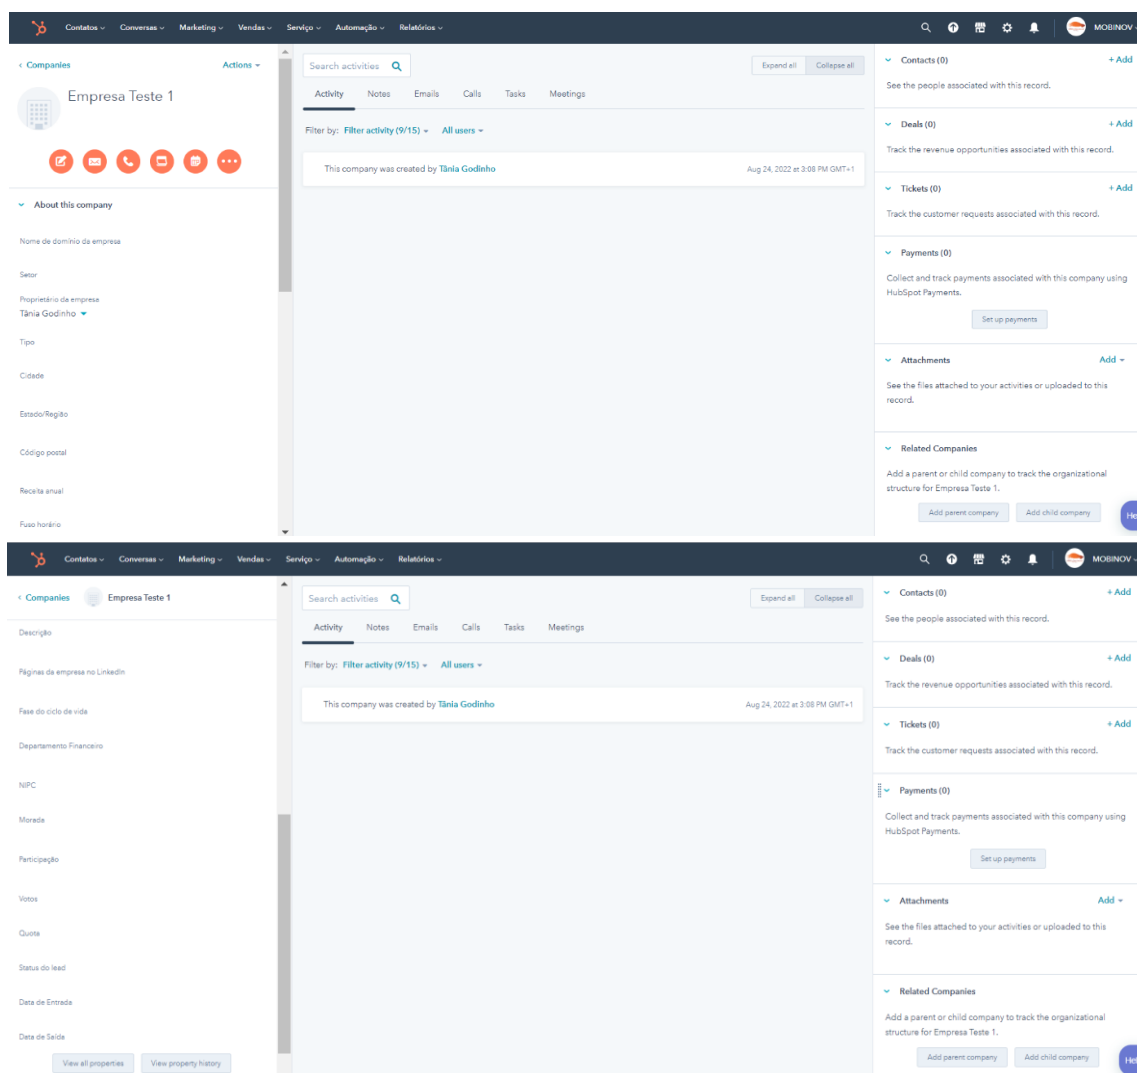 Contatos Conversas Marketing Vendas Serviço Automação Relatórios MOBINOV
Companies Actions
Empresa Teste 1
About this company
Nome de domínio da empresa
Setor
Proprietário da empresa
Tânia Godinho
Tipo
Cidade
Estado/Região
Código postal
Receita anual
Fuso horário
Search activities Expand all Collapse all
Activity Notes Emails Calls Tasks Meetings
Filter by: Filter activity (9/15) All users
This company was created by Tânia Godinho Aug 24, 2022 at 3:08 PM GMT+1
Contacts (0) + Add
See the people associated with this record.
Deals (0) + Add
Track the revenue opportunities associated with this record.
Tickets (0) + Add
Track the customer requests associated with this record.
Payments (0)
Collect and track payments associated with this company using
HubSpot Payments.
Set up payments
Attachments Add
See the files attached to your activities or uploaded to this
record.
Related Companies
Add a parent or child company to track the organizational
structure for Empresa Teste 1.
Add parent company Add child company
He
Contatos Conversas Marketing Vendas Serviço Automação Relatórios MOBINOV
Companies Empresa Teste 1
Descrição
Páginas da empresa no LinkedIn
Fase do ciclo de vida
Departamento Financeiro
NIPC
Morada
Participação
Votos
Quota
Status do lead
Data de Entrada
Data de Saída
View all properties View property history
Search activities Expand all Collapse all
Activity Notes Emails Calls Tasks Meetings
Filter by: Filter activity (9/15) All users
This company was created by Tânia Godinho Aug 24, 2022 at 3:08 PM GMT+1
Contacts (0) + Add
See the people associated with this record.
Deals (0) + Add
Track the revenue opportunities associated with this record.
Tickets (0) + Add
Track the customer requests associated with this record.
Payments (0)
Collect and track payments associated with this company using
HubSpot Payments.
Set up payments
Attachments Add
See the files attached to your activities or uploaded to this
record.
Related Companies
Add a parent or child company to track the organizational
structure for Empresa Teste 1.
Add parent company Add child company
He